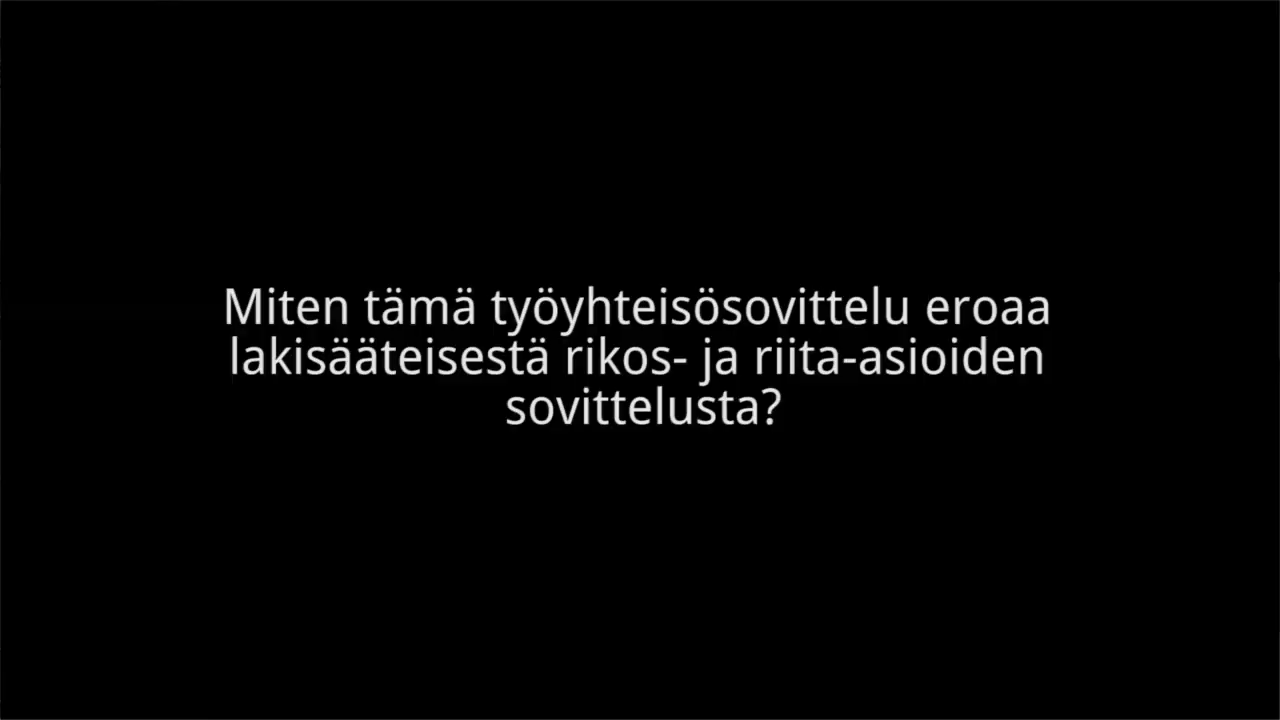 Miten tämä työyhteisösovittelu eroaa
lakisääteisestä rikos- ja riita-asioiden
sovittelusta?